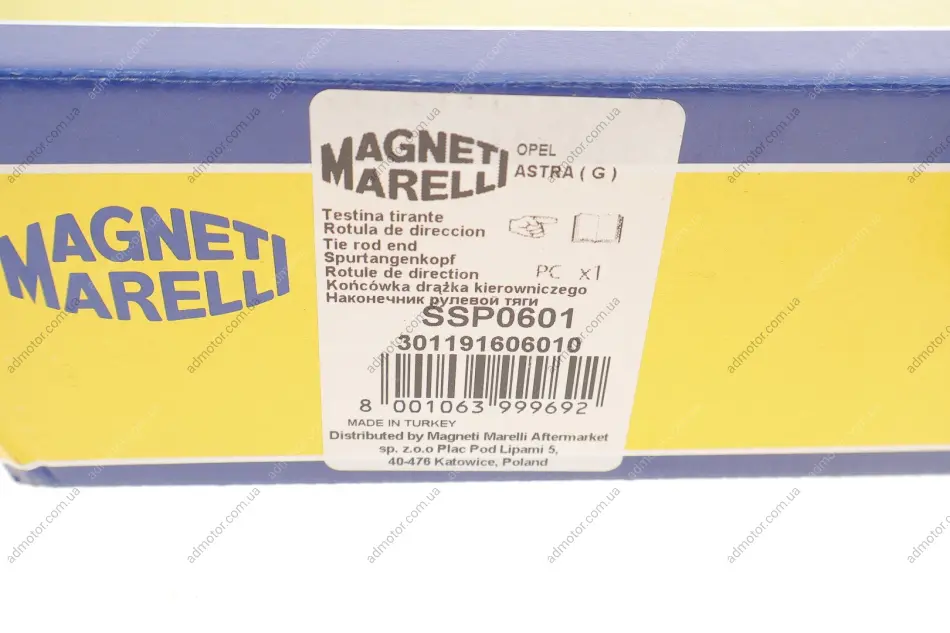 MAGNETI
MARELLI
MAGNETI
MARELLI
OPEL
ASTRA ( G )
Testina tirante
Rotula de direccion
Tie rod end
Spurtangenkopf
Rotule de direction
Końcówka drążka kierowniczego
Наконечник рулевой тяги
PC x1
SSP0601
301191606010
8 001063 999692
MADE IN TURKEY
Distributed by Magneti Marelli Aftermarket
sp. z.o.o Plac Pod Lipami 5,
40-476 Katowice, Poland
admotor.com.ua